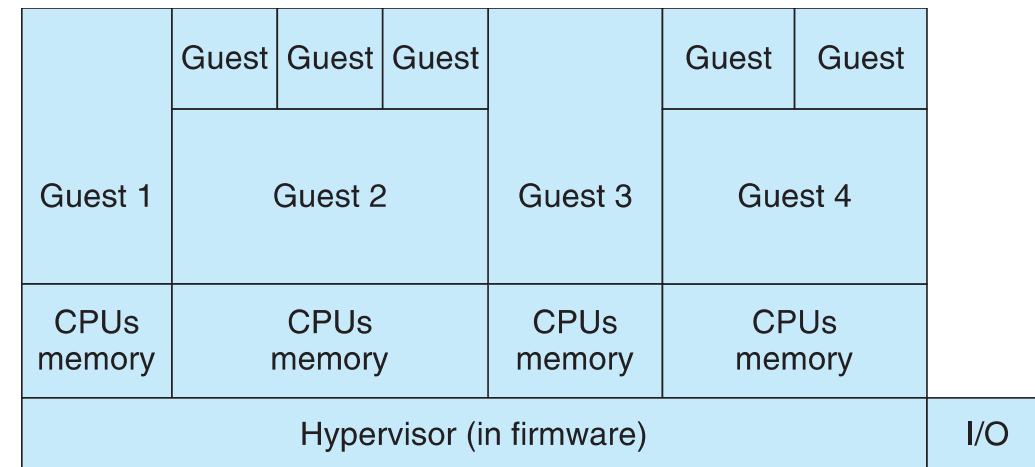 Guest Guest Guest Guest Guest
Guest 1 Guest 2 Guest 3 Guest 4
CPUs CPUs CPUs CPUs
memory memory memory memory
Hypervisor (in firmware) I/O